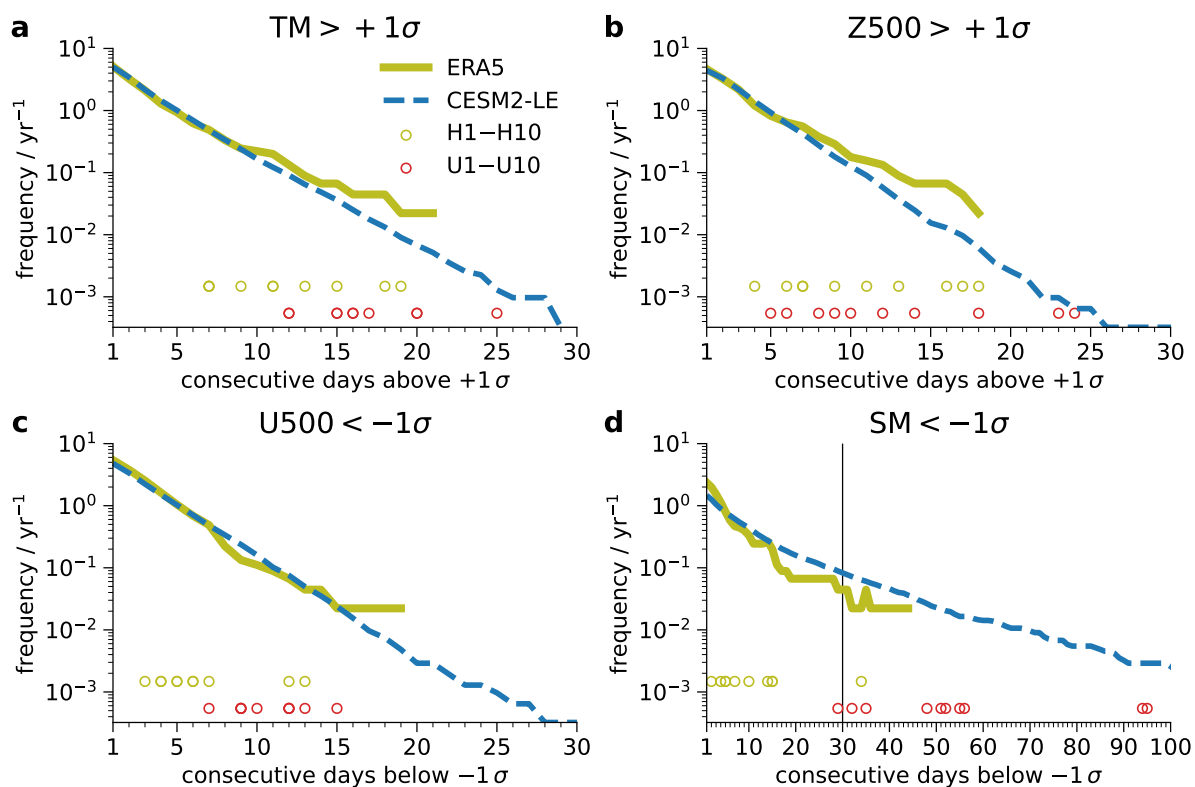 a
TM > +1σ
frequency / yr⁻¹
10¹
10⁰
10⁻¹
10⁻²
10⁻³
ERA5
CESM2-LE
H1−H10
U1−U10
1 5 10 15 20 25 30
consecutive days above +1σ
b
Z500 > +1σ
frequency / yr⁻¹
10¹
10⁰
10⁻¹
10⁻²
10⁻³
1 5 10 15 20 25 30
consecutive days above +1σ
c
U500 < −1σ
frequency / yr⁻¹
10¹
10⁰
10⁻¹
10⁻²
10⁻³
1 5 10 15 20 25 30
consecutive days below −1σ
d
SM < −1σ
frequency / yr⁻¹
10¹
10⁰
10⁻¹
10⁻²
10⁻³
1 10 20 30 40 50 60 70 80 90 100
consecutive days below −1σ